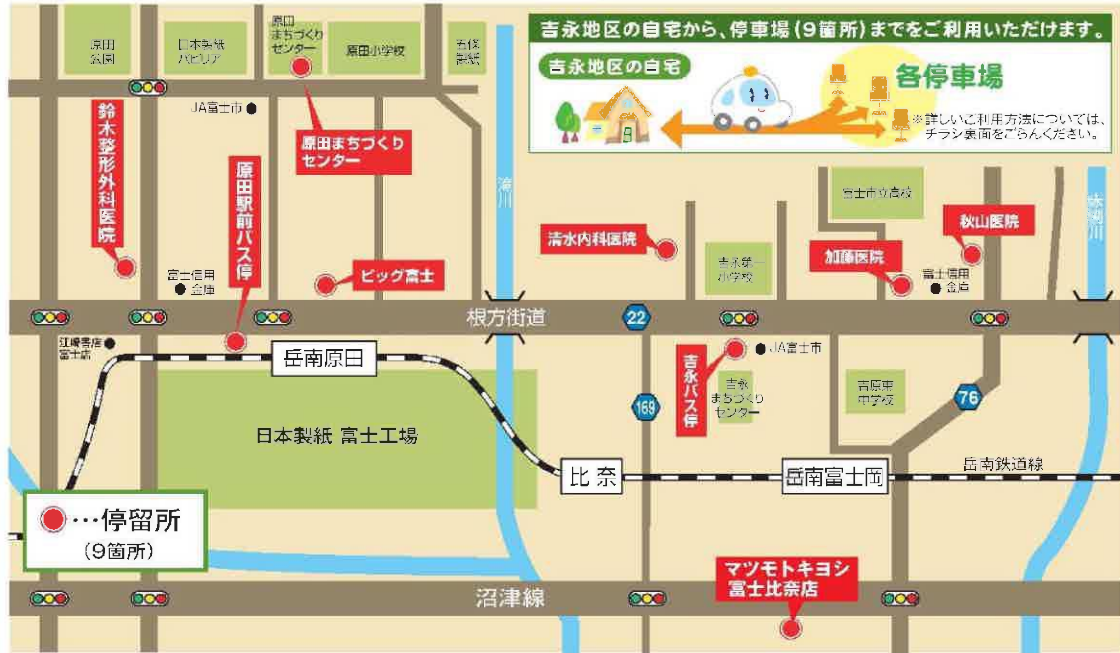 吉永地区の自宅から、停車場(9箇所)までをご利用いただけます。
吉永地区の自宅
各停車場
※詳しいご利用方法については、
チラシ裏面をごらんください。
原田
公園
日本製紙
パピリア
原田
まちづくり
センター
原田小学校
五條
製紙
JA富士市
鈴木整形外科医院
原田まちづくり
センター
原田駅前バス停
滝川
富士市立高校
赤渕川
清水内科医院
秋山医院
加藤医院
吉永第一
小学校
富士信用
金庫
ビッグ富士
富士信用
金庫
根方街道
22
江崎書店
富士店
岳南原田
JA富士市
吉永バス停
吉永
まちづくり
センター
吉原東
中学校
76
169
日本製紙 富士工場
比奈
岳南富士岡
岳南鉄道線
…停留所
(9箇所)
マツモトキヨシ
富士比奈店
沼津線